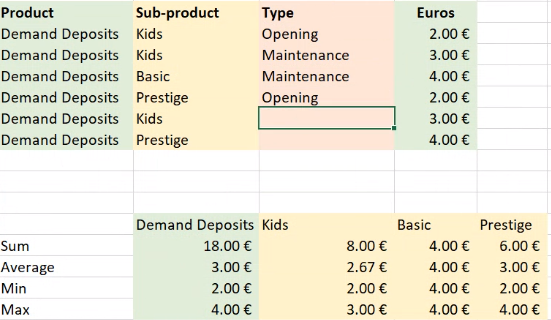 Product Sub-product Type Euros
Demand Deposits Kids Opening 2.00 €
Demand Deposits Kids Maintenance 3.00 €
Demand Deposits Basic Maintenance 4.00 €
Demand Deposits Prestige Opening 2.00 €
Demand Deposits Kids 3.00 €
Demand Deposits Prestige 4.00 €
Demand Deposits Kids Basic Prestige
Sum 18.00 € 8.00 € 4.00 € 6.00 €
Average 3.00 € 2.67 € 4.00 € 3.00 €
Min 2.00 € 2.00 € 4.00 € 2.00 €
Max 4.00 € 3.00 € 4.00 € 4.00 €